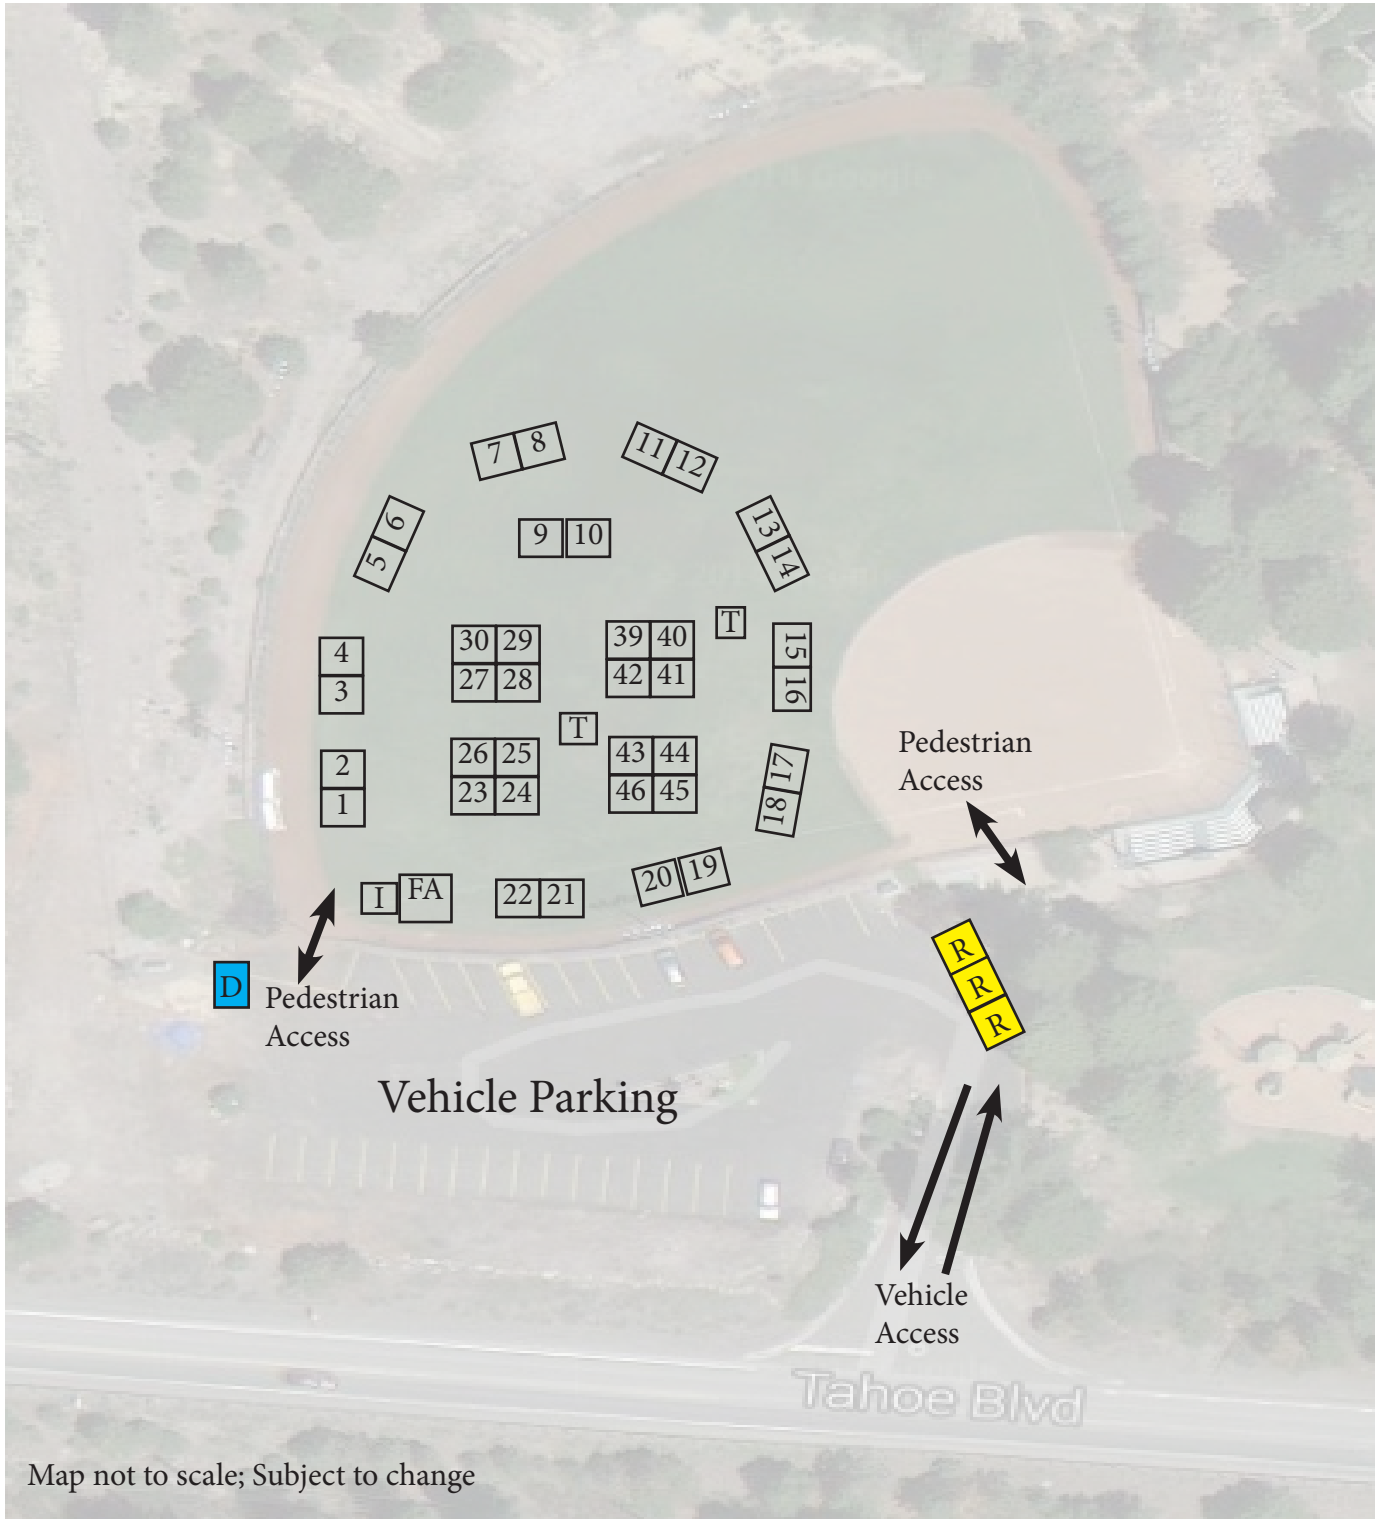 7 8
11 12
5 6
9 10
13 14
T
4
3
30 29
27 28
39 40
42 41
15 16
T
2
1
26 25
23 24
43 44
46 45
18 17
Pedestrian
Access
I FA
22 21
20 19
R
R
R
D
Pedestrian
Access
Vehicle Parking
Vehicle
Access
Tahoe Blvd
Map not to scale; Subject to change